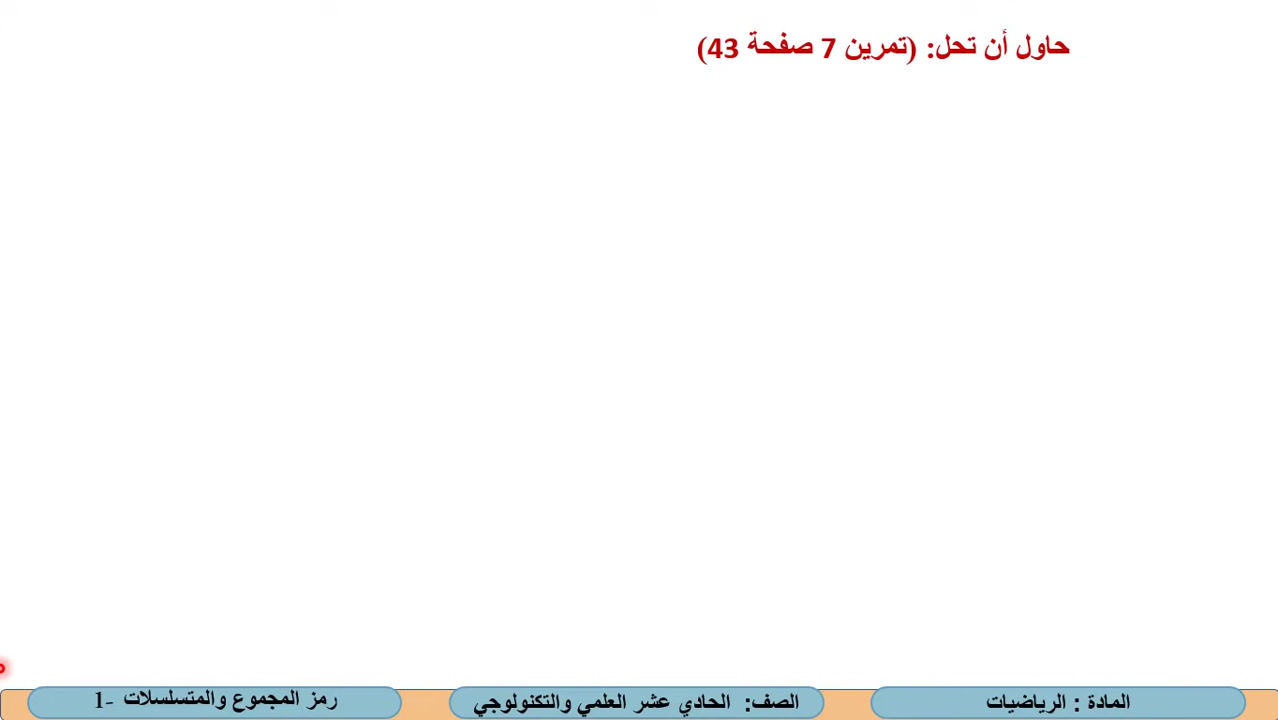 حاول أن تحل: (تمرين 7 صفحة 43)
المادة : الرياضيات
الصف: الحادي عشر العلمي والتكنولوجي
رمز المجموع والمتسلسلات -1